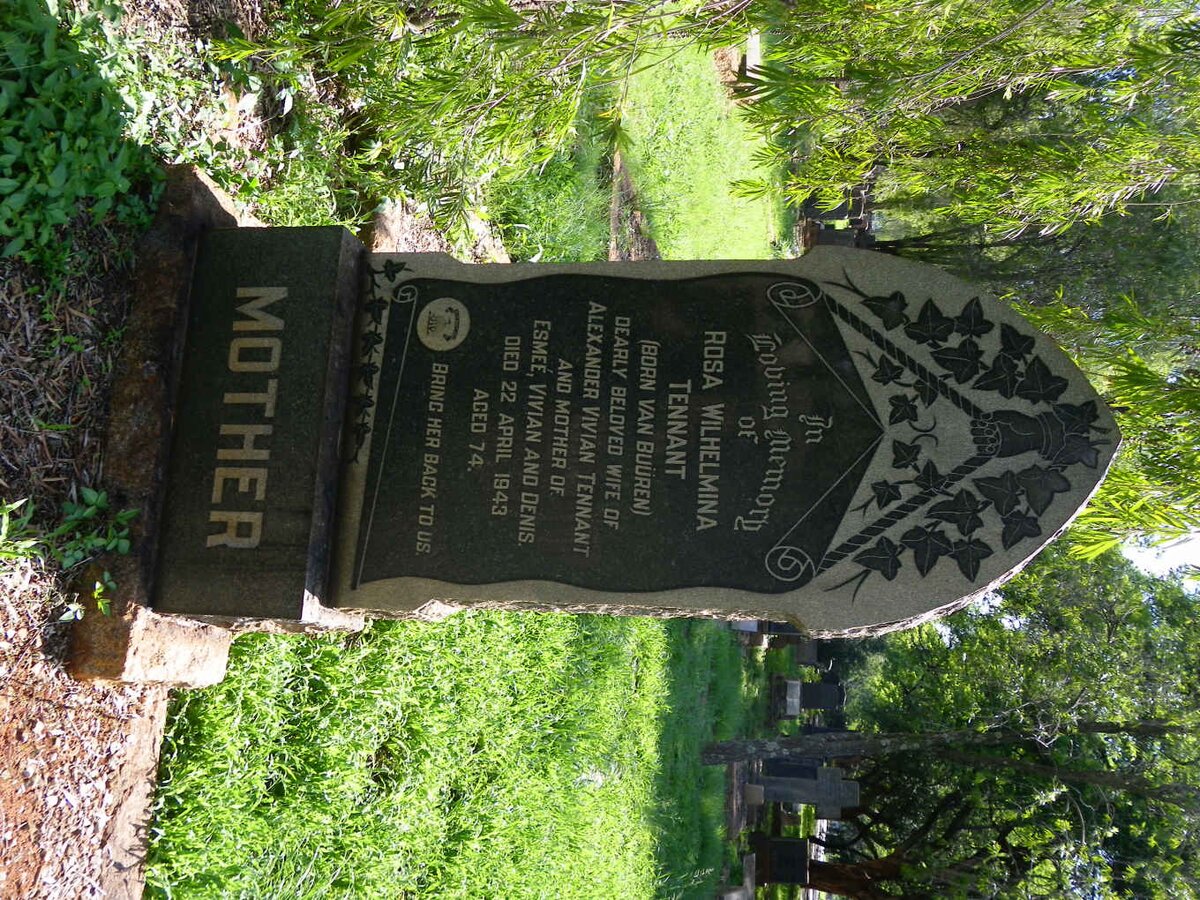 In
Loving Memory
of
ROSA WILHELMINA
TENNANT
(BORN VAN BUÜREN)
DEARLY BELOVED WIFE OF
ALEXANDER VIVIAN TENNANT
AND MOTHER OF
ESMÉ, VIVIAN AND DENIS.
DIED 22 APRIL 1943
AGED 74.
BRING HER BACK TO US.
MOTHER